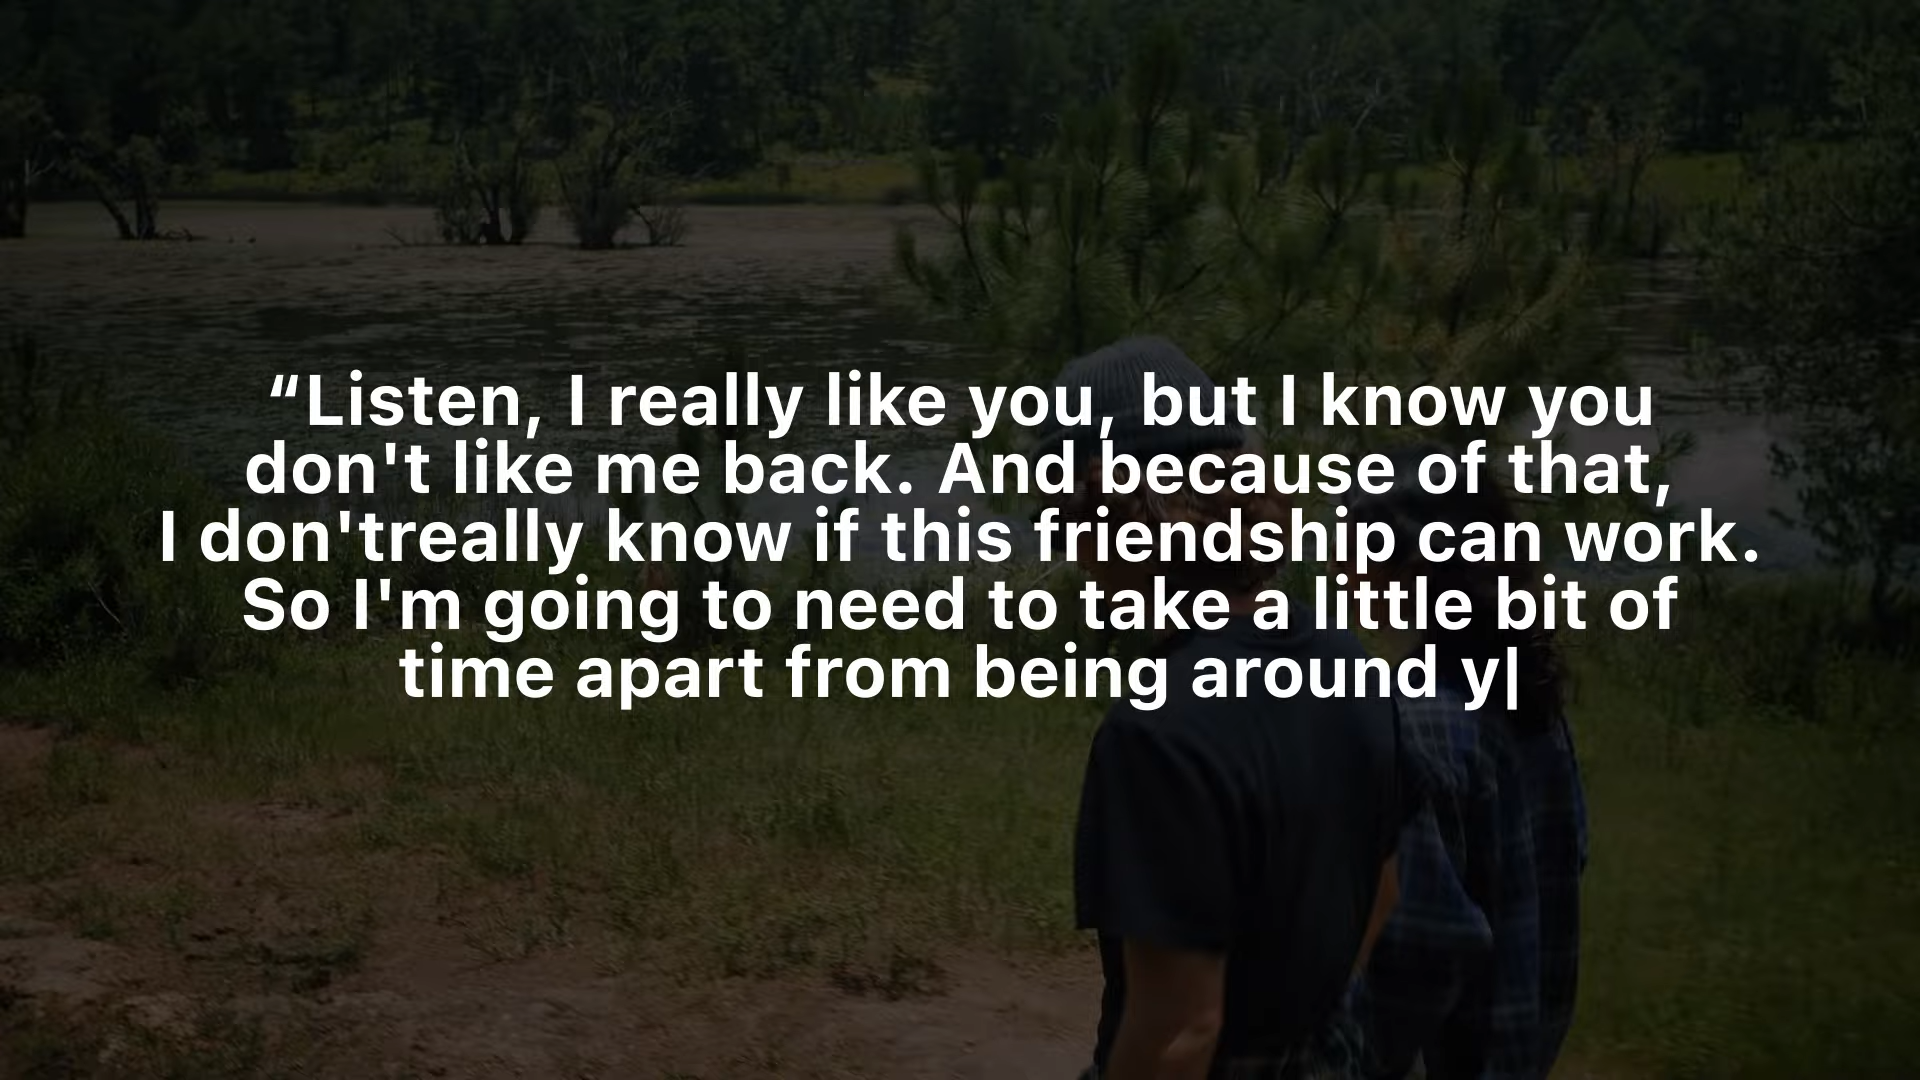 “Listen, I really like you, but I know you
don't like me back. And because of that,
I don'treally know if this friendship can work.
So I'm going to need to take a little bit of
time apart from being around y|